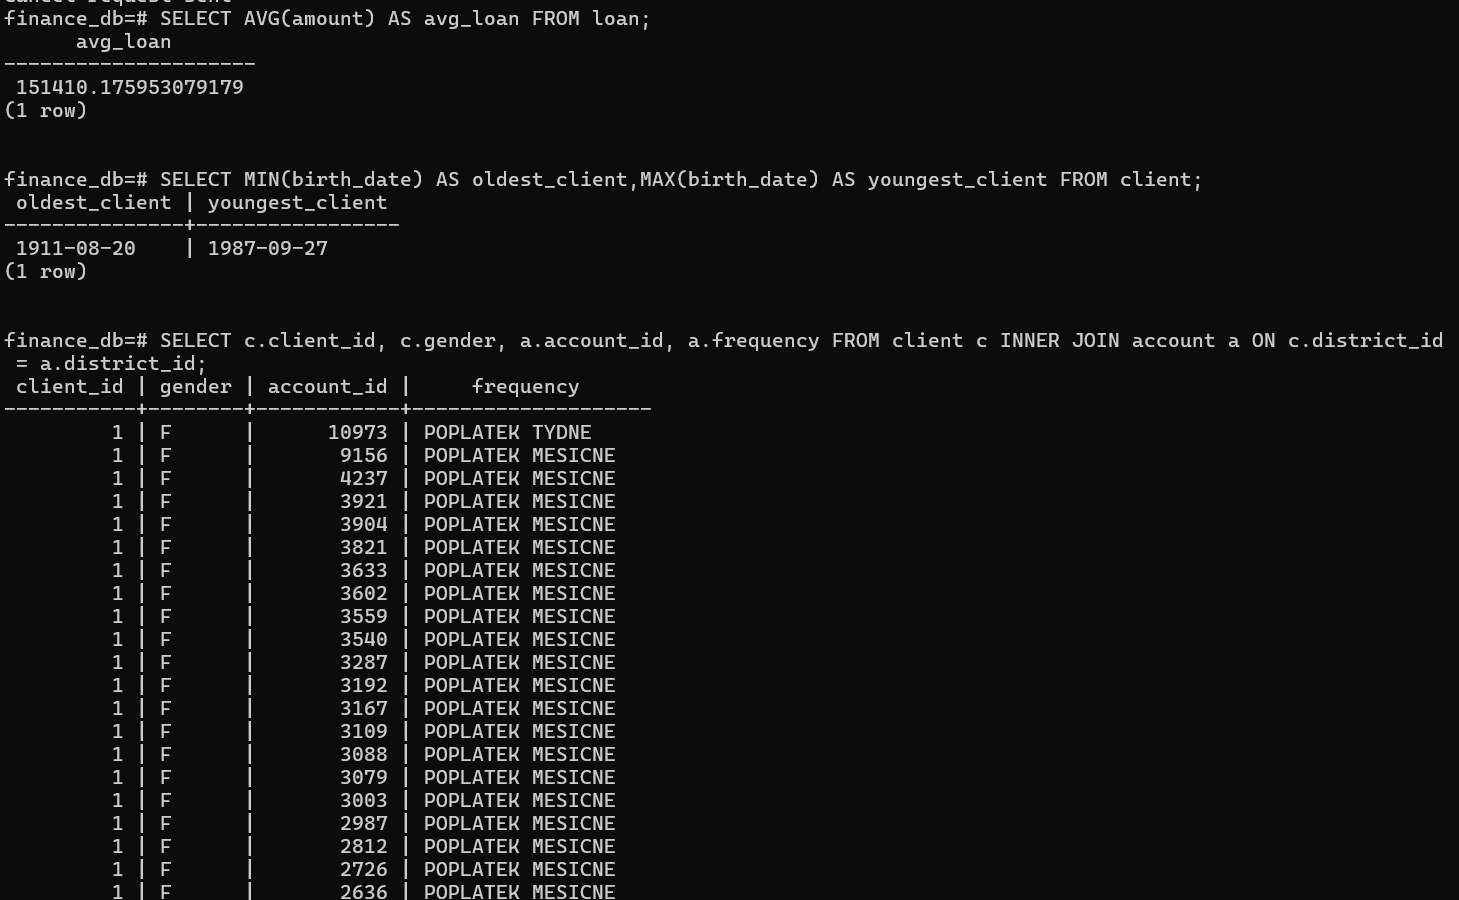 Cancel request sent
finance_db=# SELECT AVG(amount) AS avg_loan FROM loan;
      avg_loan
---------------------
 151410.175953079179
(1 row)
finance_db=# SELECT MIN(birth_date) AS oldest_client,MAX(birth_date) AS youngest_client FROM client;
 oldest_client | youngest_client
---------------+-----------------
 1911-08-20    | 1987-09-27
(1 row)
finance_db=# SELECT c.client_id, c.gender, a.account_id, a.frequency FROM client c INNER JOIN account a ON c.district_id
 = a.district_id;
 client_id | gender | account_id |     frequency
-----------+--------+------------+--------------------
         1 | F      |      10973 | POPLATEK TYDNE
         1 | F      |       9156 | POPLATEK MESICNE
         1 | F      |       4237 | POPLATEK MESICNE
         1 | F      |       3921 | POPLATEK MESICNE
         1 | F      |       3904 | POPLATEK MESICNE
         1 | F      |       3821 | POPLATEK MESICNE
         1 | F      |       3633 | POPLATEK MESICNE
         1 | F      |       3602 | POPLATEK MESICNE
         1 | F      |       3559 | POPLATEK MESICNE
         1 | F      |       3540 | POPLATEK MESICNE
         1 | F      |       3287 | POPLATEK MESICNE
         1 | F      |       3192 | POPLATEK MESICNE
         1 | F      |       3167 | POPLATEK MESICNE
         1 | F      |       3109 | POPLATEK MESICNE
         1 | F      |       3088 | POPLATEK MESICNE
         1 | F      |       3079 | POPLATEK MESICNE
         1 | F      |       3003 | POPLATEK MESICNE
         1 | F      |       2987 | POPLATEK MESICNE
         1 | F      |       2812 | POPLATEK MESICNE
         1 | F      |       2726 | POPLATEK MESICNE
         1 | F      |       2636 | POPLATEK MESICNE